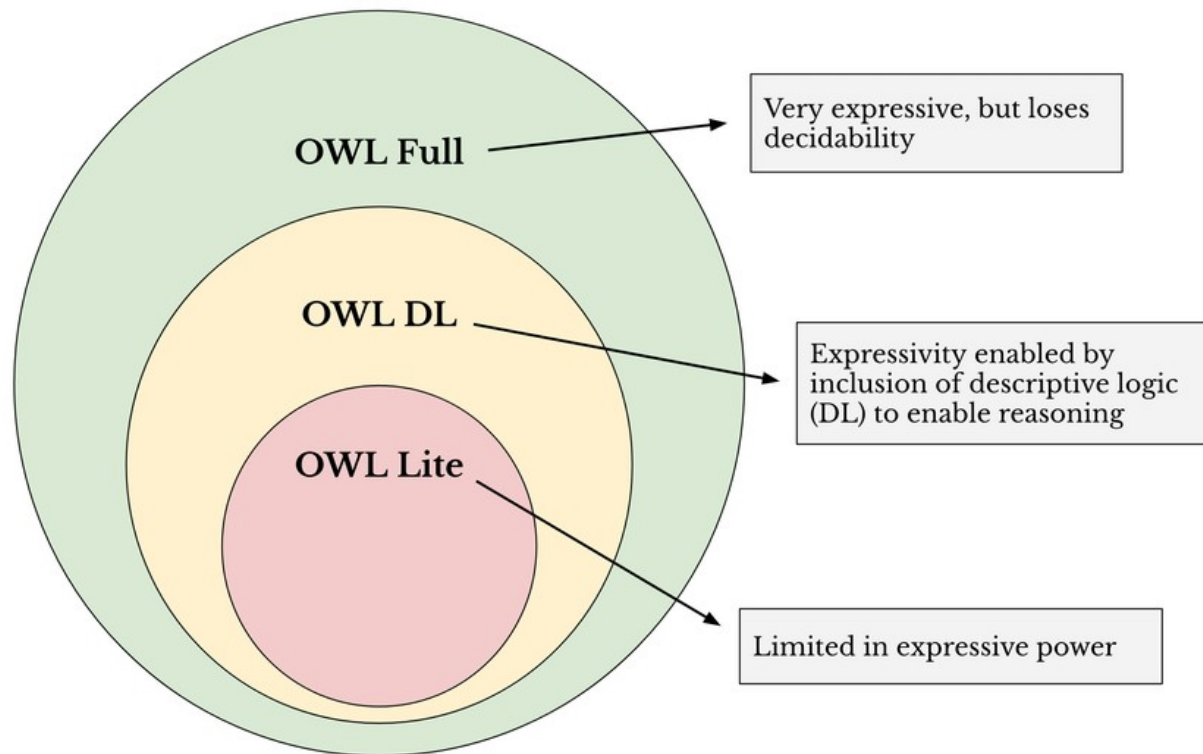 OWL Full
Very expressive, but loses
decidability
OWL DL
Expressivity enabled by
inclusion of descriptive logic
(DL) to enable reasoning
OWL Lite
Limited in expressive power